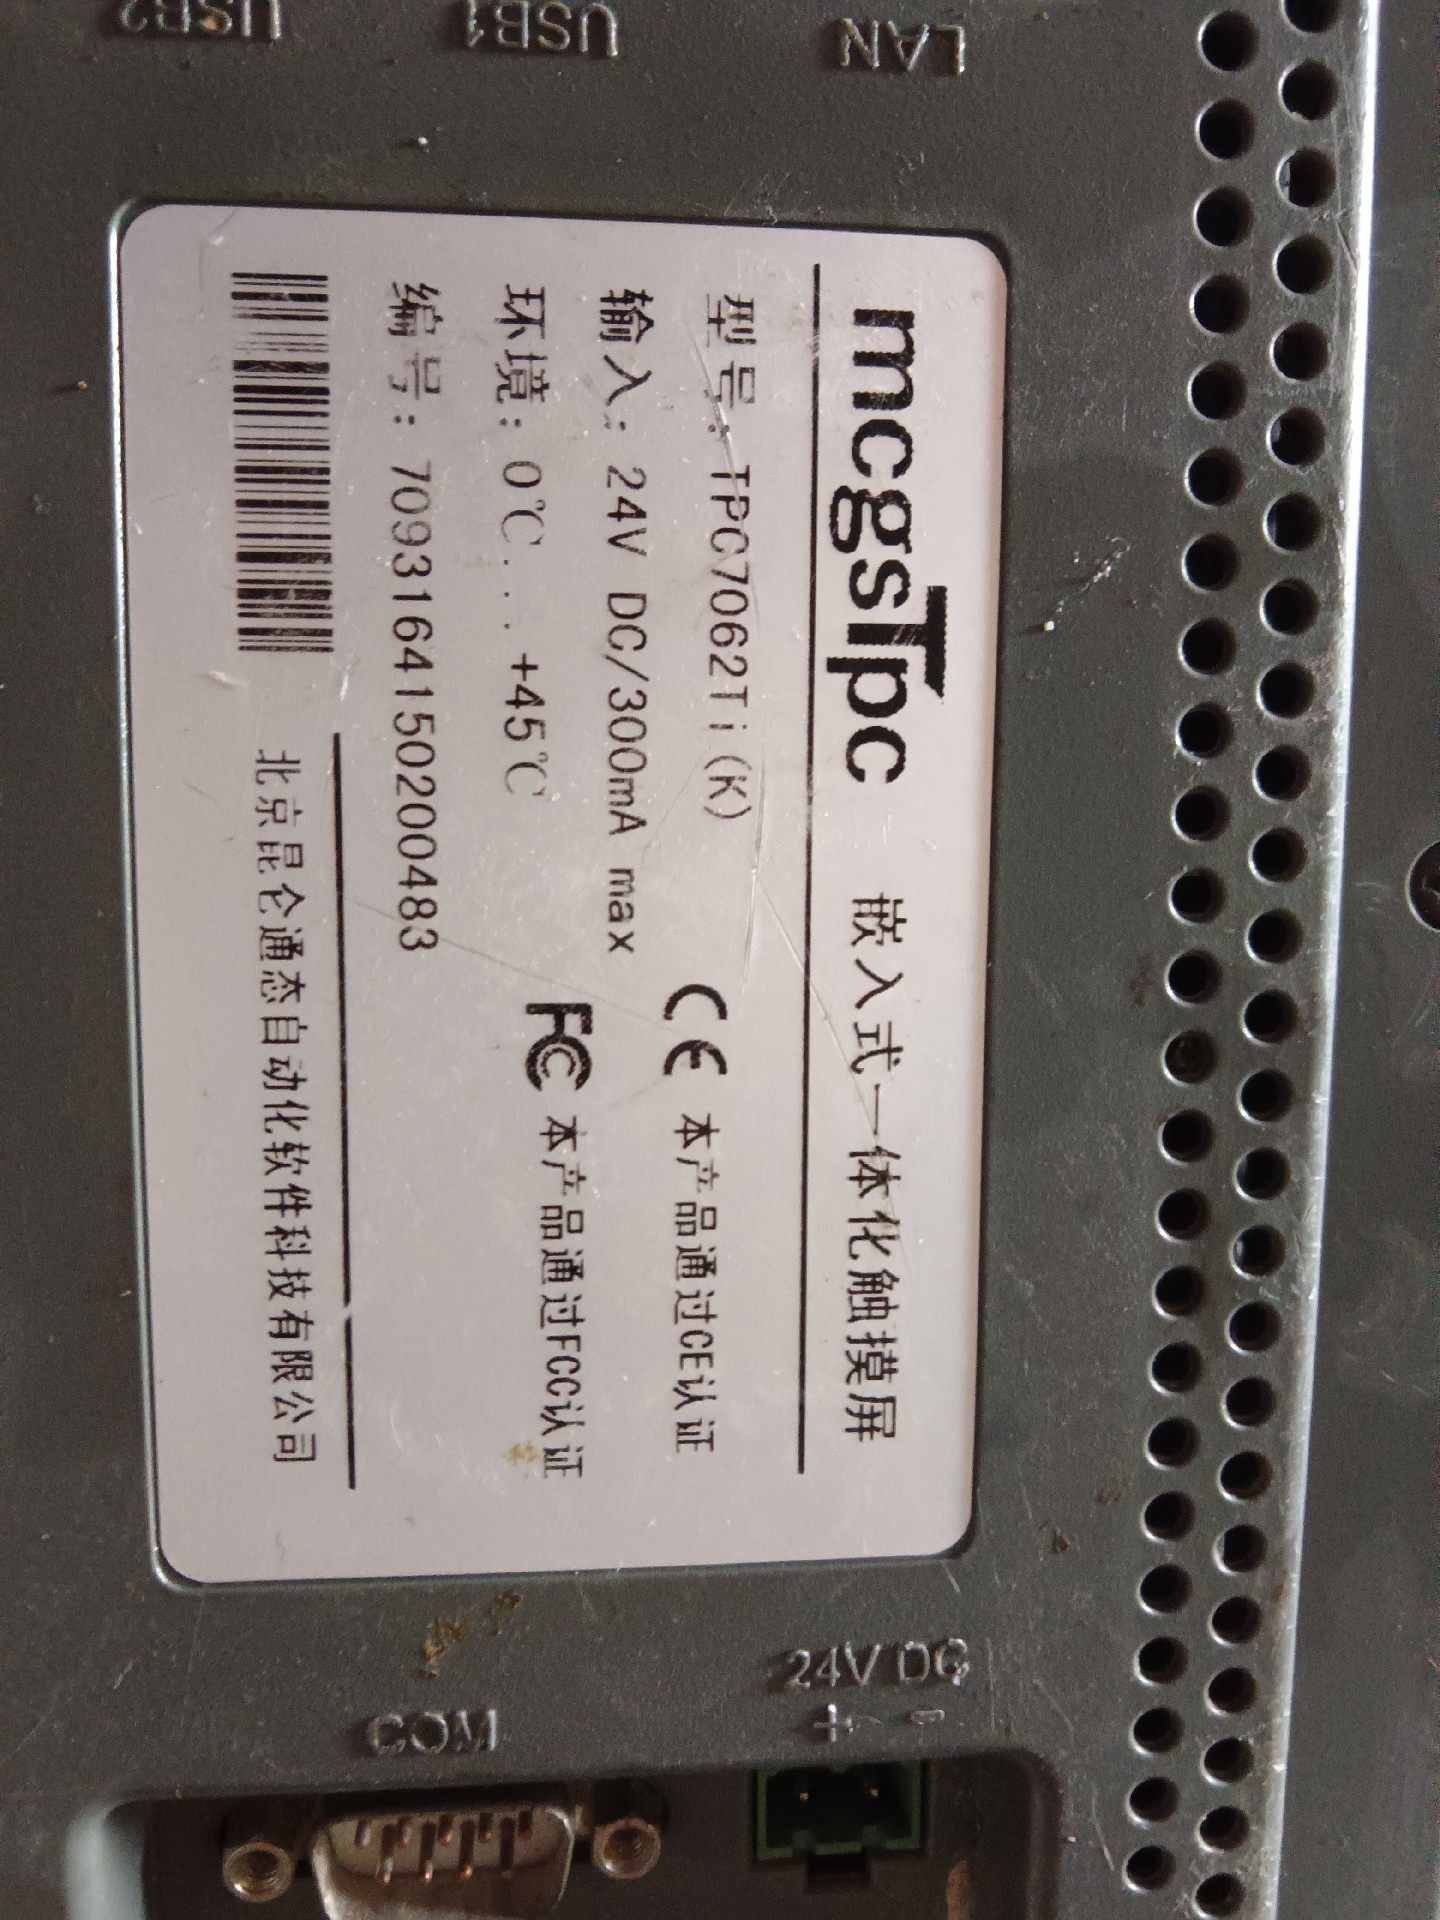 USB2
USB1
LAN
mcgsTpc 嵌入式一体化触摸屏
型号: TPC7062Ti(K)
本产品通过CE认证
输入: 24V DC/300mA max
环境: 0℃... +45℃
FC 本产品通过FCC认证
编号: 7093164150200483
北京昆仑通态自动化软件科技有限公司
24V DC
+ -
COM